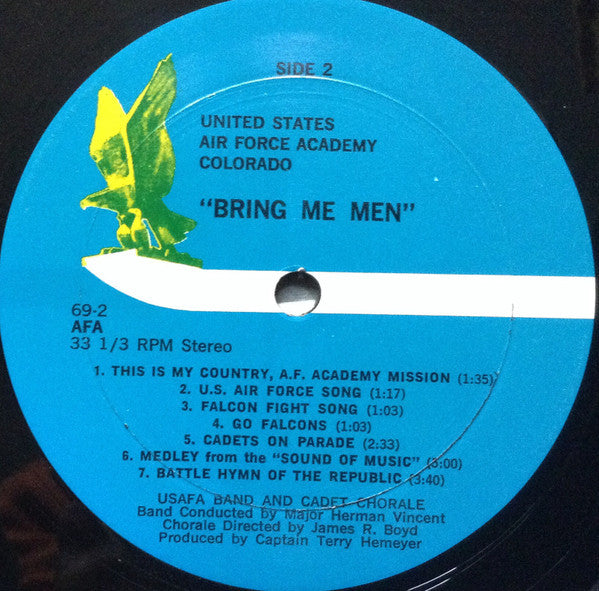 SIDE 2
UNITED STATES
AIR FORCE ACADEMY
COLORADO
"BRING ME MEN"
69-2
AFA
33 1/3 RPM Stereo
1. THIS IS MY COUNTRY, A.F. ACADEMY MISSION (1:35)
2. U.S. AIR FORCE SONG (1:17)
3. FALCON FIGHT SONG (1:03)
4. GO FALCONS (1:03)
5. CADETS ON PARADE (2:33)
6. MEDLEY from the "SOUND OF MUSIC" (3:00)
7. BATTLE HYMN OF THE REPUBLIC (3:40)
USAFA BAND AND CADET CHORALE
Band Conducted by Major Herman Vincent
Chorale Directed by James R. Boyd
Produced by Captain Terry Hemeyer